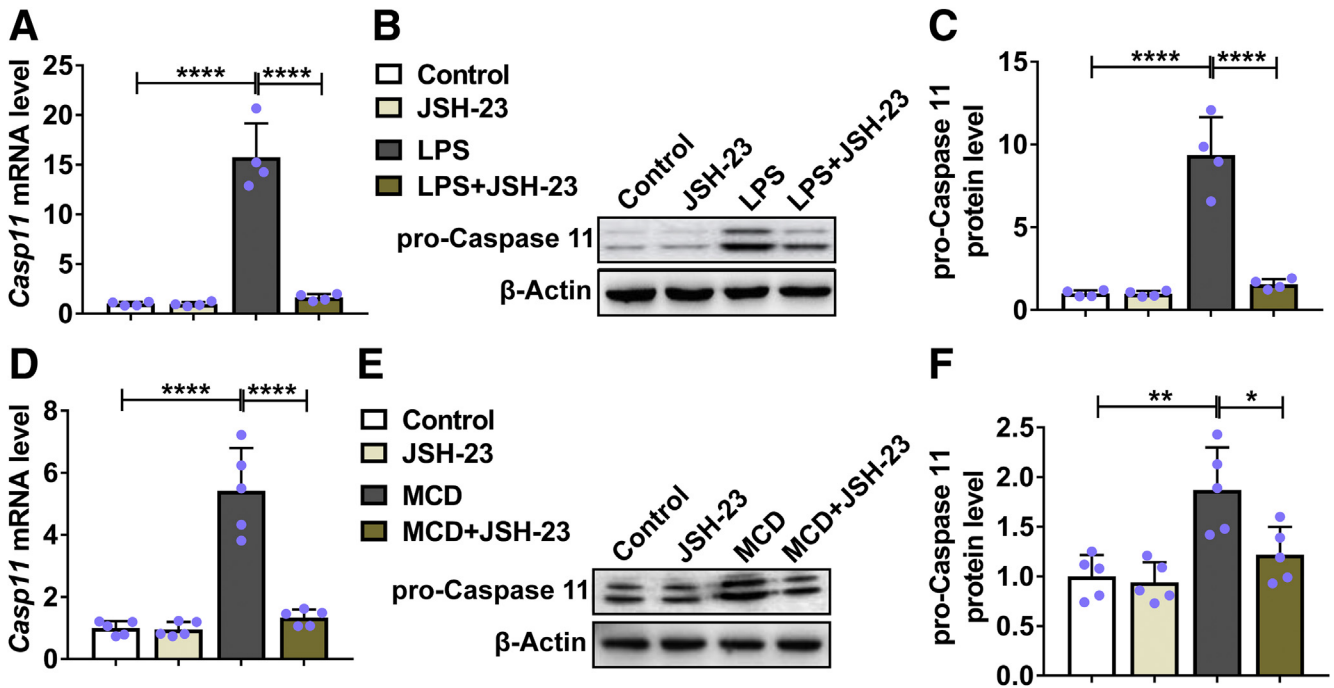 A
Casp11 mRNA level
25
20
15
10
5
0
****
****
B
Control
JSH-23
LPS
LPS+JSH-23
Control
JSH-23
LPS
LPS+JSH-23
pro-Caspase 11
β-Actin
C
pro-Caspase 11
protein level
15
10
5
0
****
****
D
Casp11 mRNA level
8
6
4
2
0
****
****
E
Control
JSH-23
MCD
MCD+JSH-23
Control
JSH-23
MCD
MCD+JSH-23
pro-Caspase 11
β-Actin
F
pro-Caspase 11
protein level
2.5
2.0
1.5
1.0
0.5
0.0
**
*